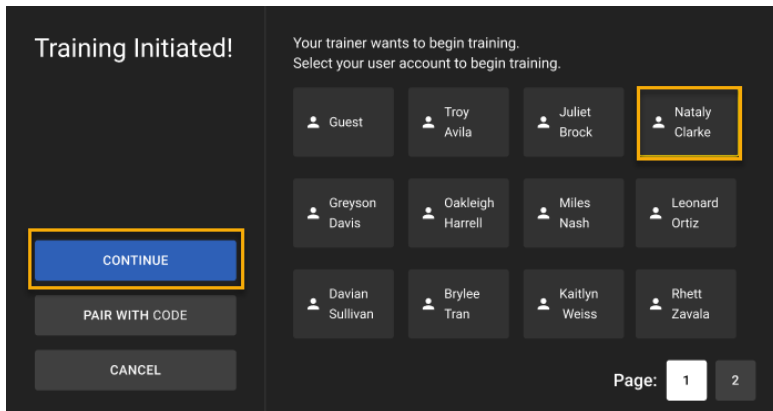 Training Initiated!
CONTINUE
PAIR WITH CODE
CANCEL
Your trainer wants to begin training.
Select your user account to begin training.
Guest
Troy
Avila
Juliet
Brock
Nataly
Clarke
Greyson
Davis
Oakleigh
Harrell
Miles
Nash
Leonard
Ortiz
Davian
Sullivan
Brylee
Tran
Kaitlyn
Weiss
Rhett
Zavala
Page: 1 2